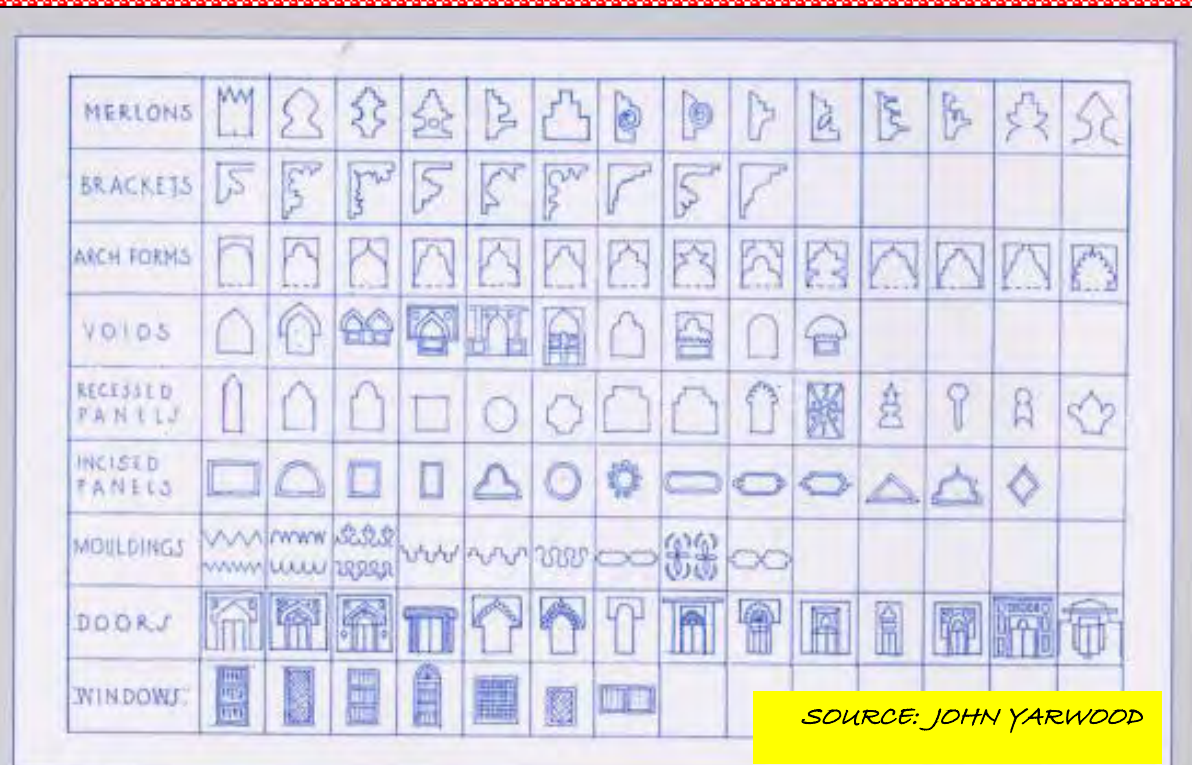 MERLONS
BRACKETS
ARCH FORMS
VOIDS
RECESSED
PANELS
INCISED
PANELS
MOULDINGS
DOORS
WINDOWS
SOURCE: JOHN YARWOOD